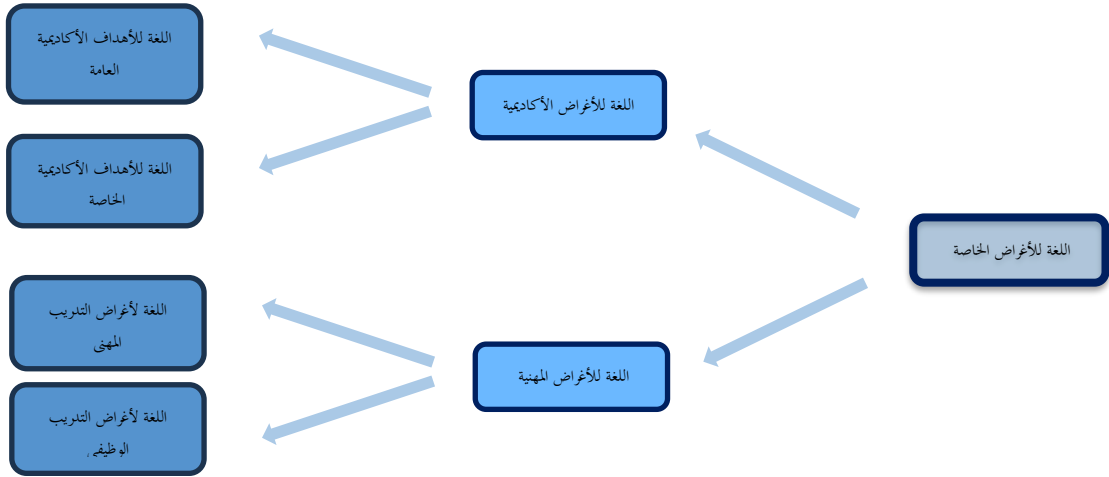 اللغة للأغراض الخاصة
اللغة للأغراض الأكاديمية
اللغة للأهداف الأكاديمية
العامة
اللغة للأهداف الأكاديمية
الخاصة
اللغة للأغراض المهنية
اللغة لأغراض التدريب
المهنى
اللغة لأغراض التدريب
الوظيفي